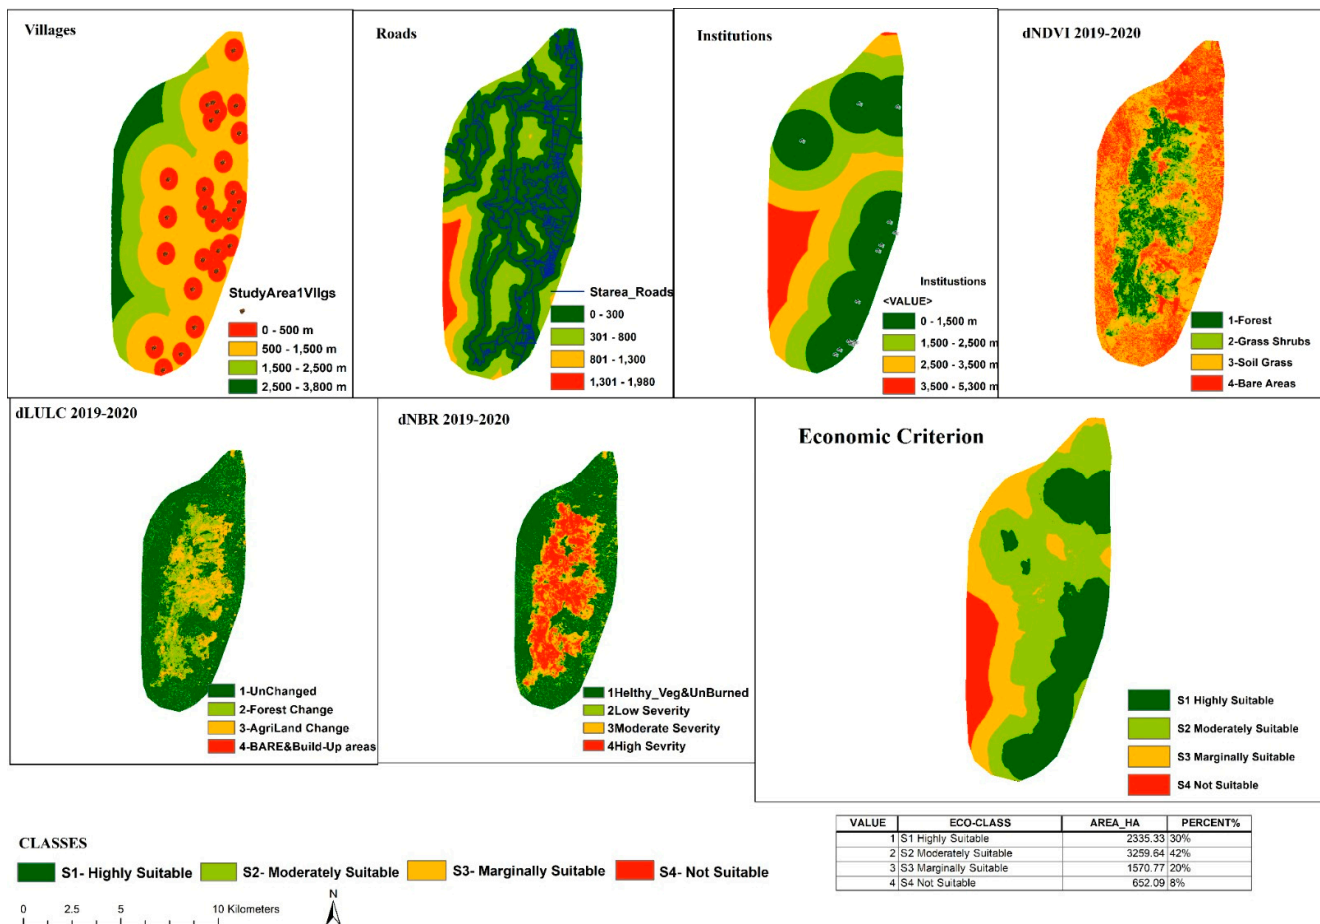 Villages
StudyArea1Vllgs
0 - 500 m
500 - 1,500 m
1,500 - 2,500 m
2,500 - 3,800 m
Roads
Starea_Roads
0 - 300
301 - 800
801 - 1,300
1,301 - 1,980
Institutions
Institustions
<VALUE>
0 - 1,500 m
1,500 - 2,500 m
2,500 - 3,500 m
3,500 - 5,300 m
dNDVI 2019-2020
1-Forest
2-Grass Shrubs
3-Soil Grass
4-Bare Areas
dLULC 2019-2020
1-UnChanged
2-Forest Change
3-AgriLand Change
4-BARE&Build-Up areas
dNBR 2019-2020
1Helthy_Veg&UnBurned
2Low Severity
3Moderate Severity
4High Sevrity
Economic Criterion
S1 Highly Suitable
S2 Moderately Suitable
S3 Marginally Suitable
S4 Not Suitable
VALUE ECO-CLASS AREA_HA PERCENT%
1 S1 Highly Suitable 2335.33 30%
2 S2 Moderately Suitable 3259.64 42%
3 S3 Marginally Suitable 1570.77 20%
4 S4 Not Suitable 652.09 8%
CLASSES
S1- Highly Suitable S2- Moderately Suitable S3- Marginally Suitable S4- Not Suitable
N
0 2.5 5 10 Kilometers